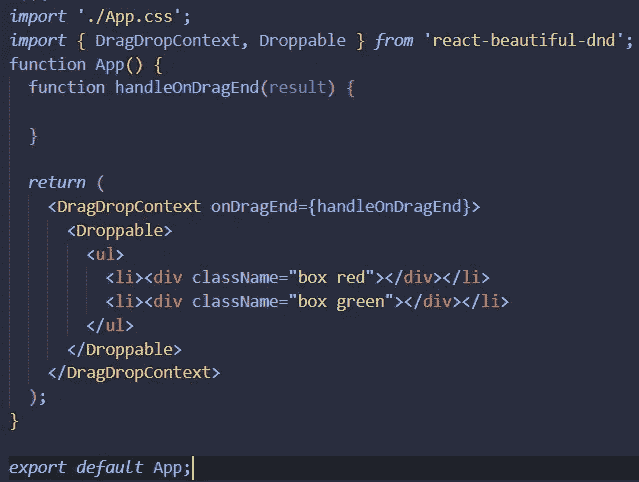 import './App.css';
import { DragDropContext, Droppable } from 'react-beautiful-dnd';
function App() {
  function handleOnDragEnd(result) {

  }

  return (
    <DragDropContext onDragEnd={handleOnDragEnd}>
      <Droppable>
        <ul>
          <li><div className="box red"></div></li>
          <li><div className="box green"></div></li>
        </ul>
      </Droppable>
    </DragDropContext>
  );
}

export default App;